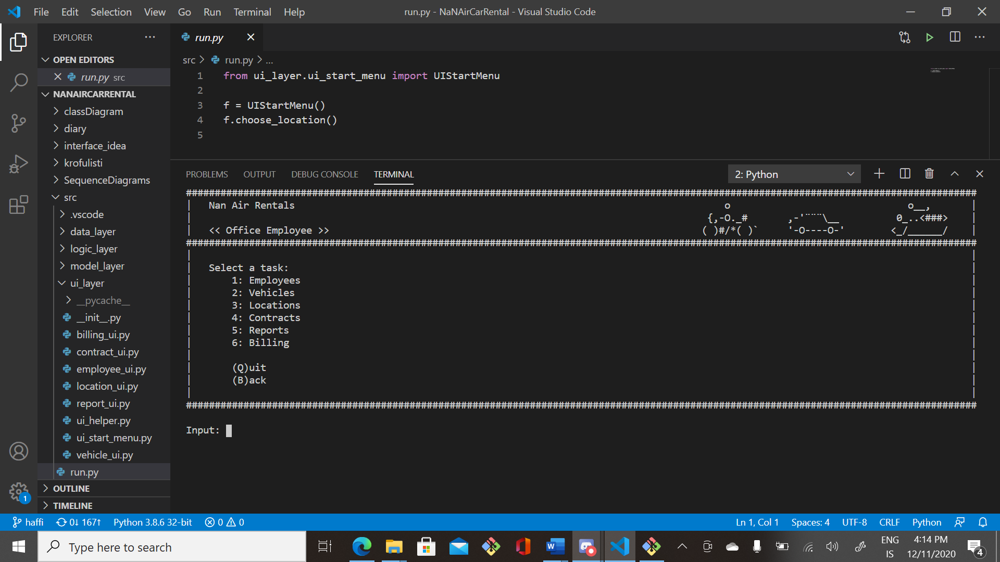 File Edit Selection View Go Run Terminal Help
run.py - NaNAirCarRental - Visual Studio Code
EXPLORER
OPEN EDITORS
run.py src
NANAIRCARRENTAL
classDiagram
diary
interface_idea
krofulisti
SequenceDiagrams
src
.vscode
data_layer
logic_layer
model_layer
ui_layer
__pycache__
__init__.py
billing_ui.py
contract_ui.py
employee_ui.py
location_ui.py
report_ui.py
ui_helper.py
ui_start_menu.py
vehicle_ui.py
run.py
OUTLINE
TIMELINE
run.py
src > run.py > ...
1 from ui_layer.ui_start_menu import UIStartMenu
2
3 f = UIStartMenu()
4 f.choose_location()
5
PROBLEMS OUTPUT DEBUG CONSOLE TERMINAL
2: Python
Nan Air Rentals
<< Office Employee >>
Select a task:
1: Employees
2: Vehicles
3: Locations
4: Contracts
5: Reports
6: Billing
(Q)uit
(B)ack
Input:
haffi 0↓ 167↑ Python 3.8.6 32-bit 0 0
Ln 1, Col 1 Spaces: 4 UTF-8 CRLF Python
1
Type here to search
ENG
IS
4:14 PM
12/11/2020
4